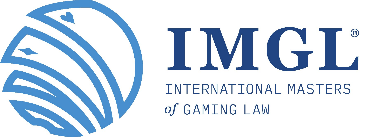 IMGL®
INTERNATIONAL MASTERS
of GAMING LAW